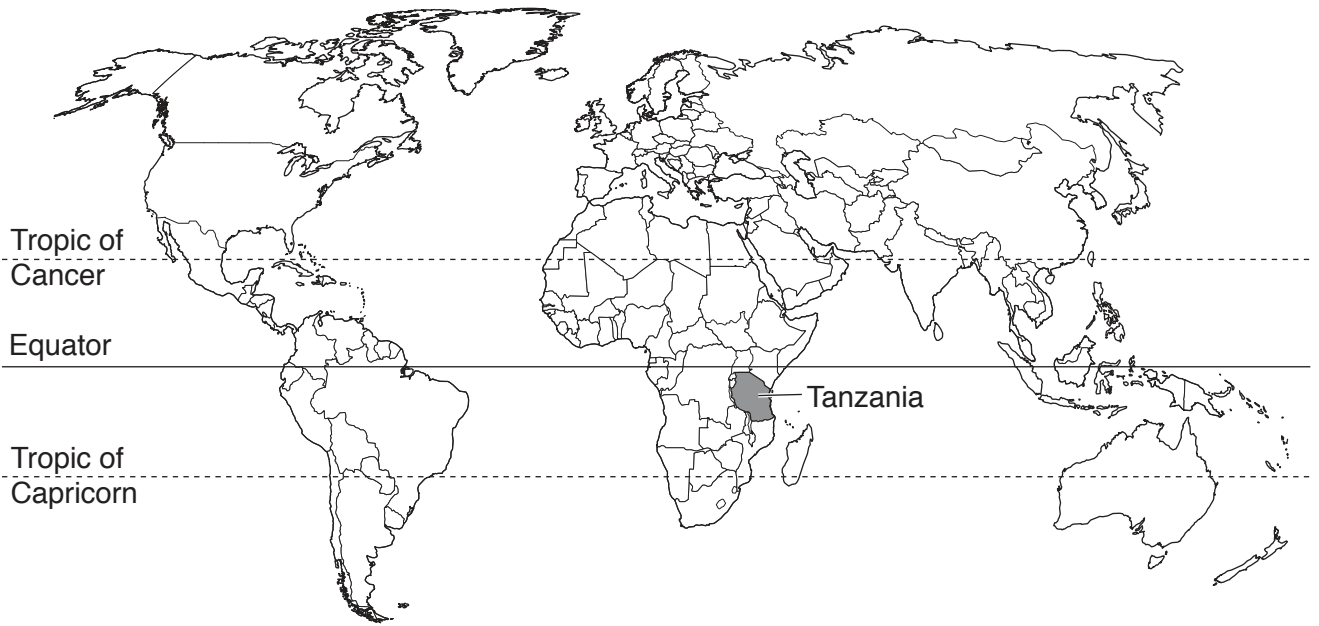 Tropic of
Cancer
Equator
Tanzania
Tropic of
Capricorn